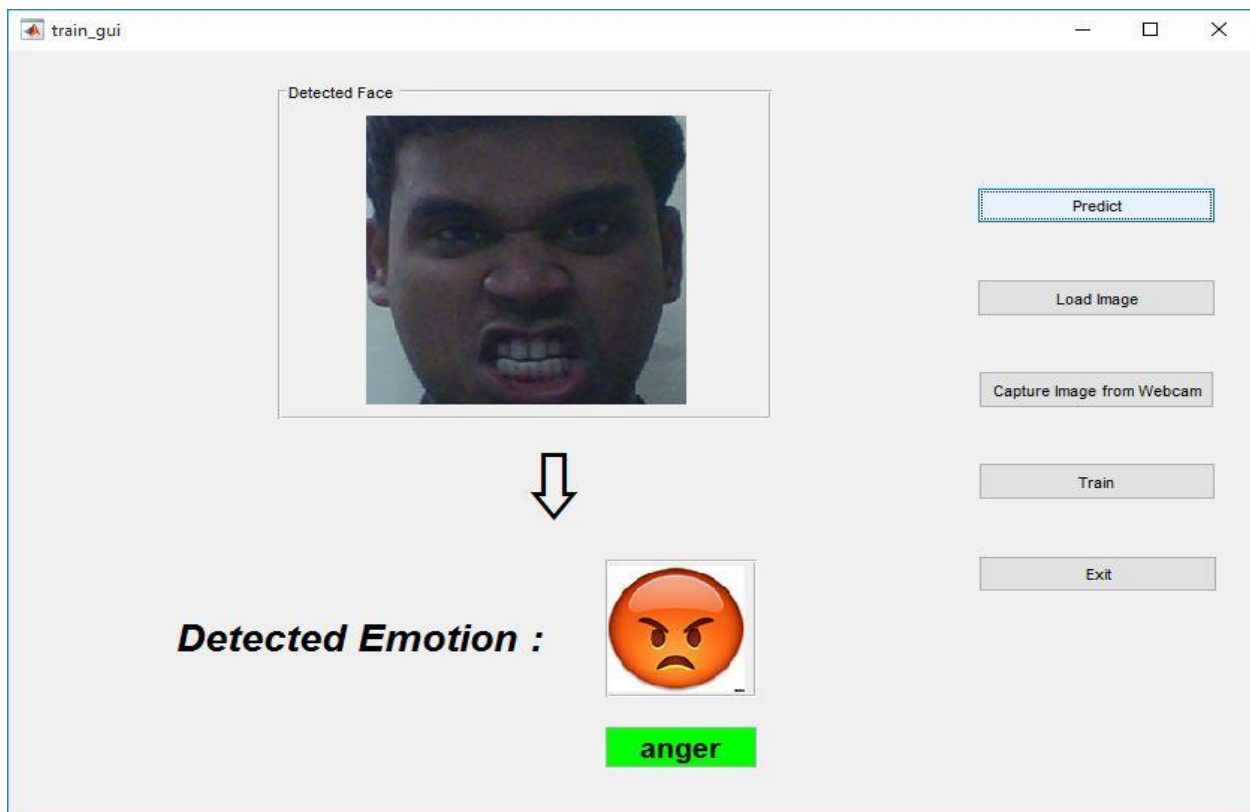 train_gui
Detected Face
Predict
Load Image
Capture Image from Webcam
Train
Exit
Detected Emotion :
anger